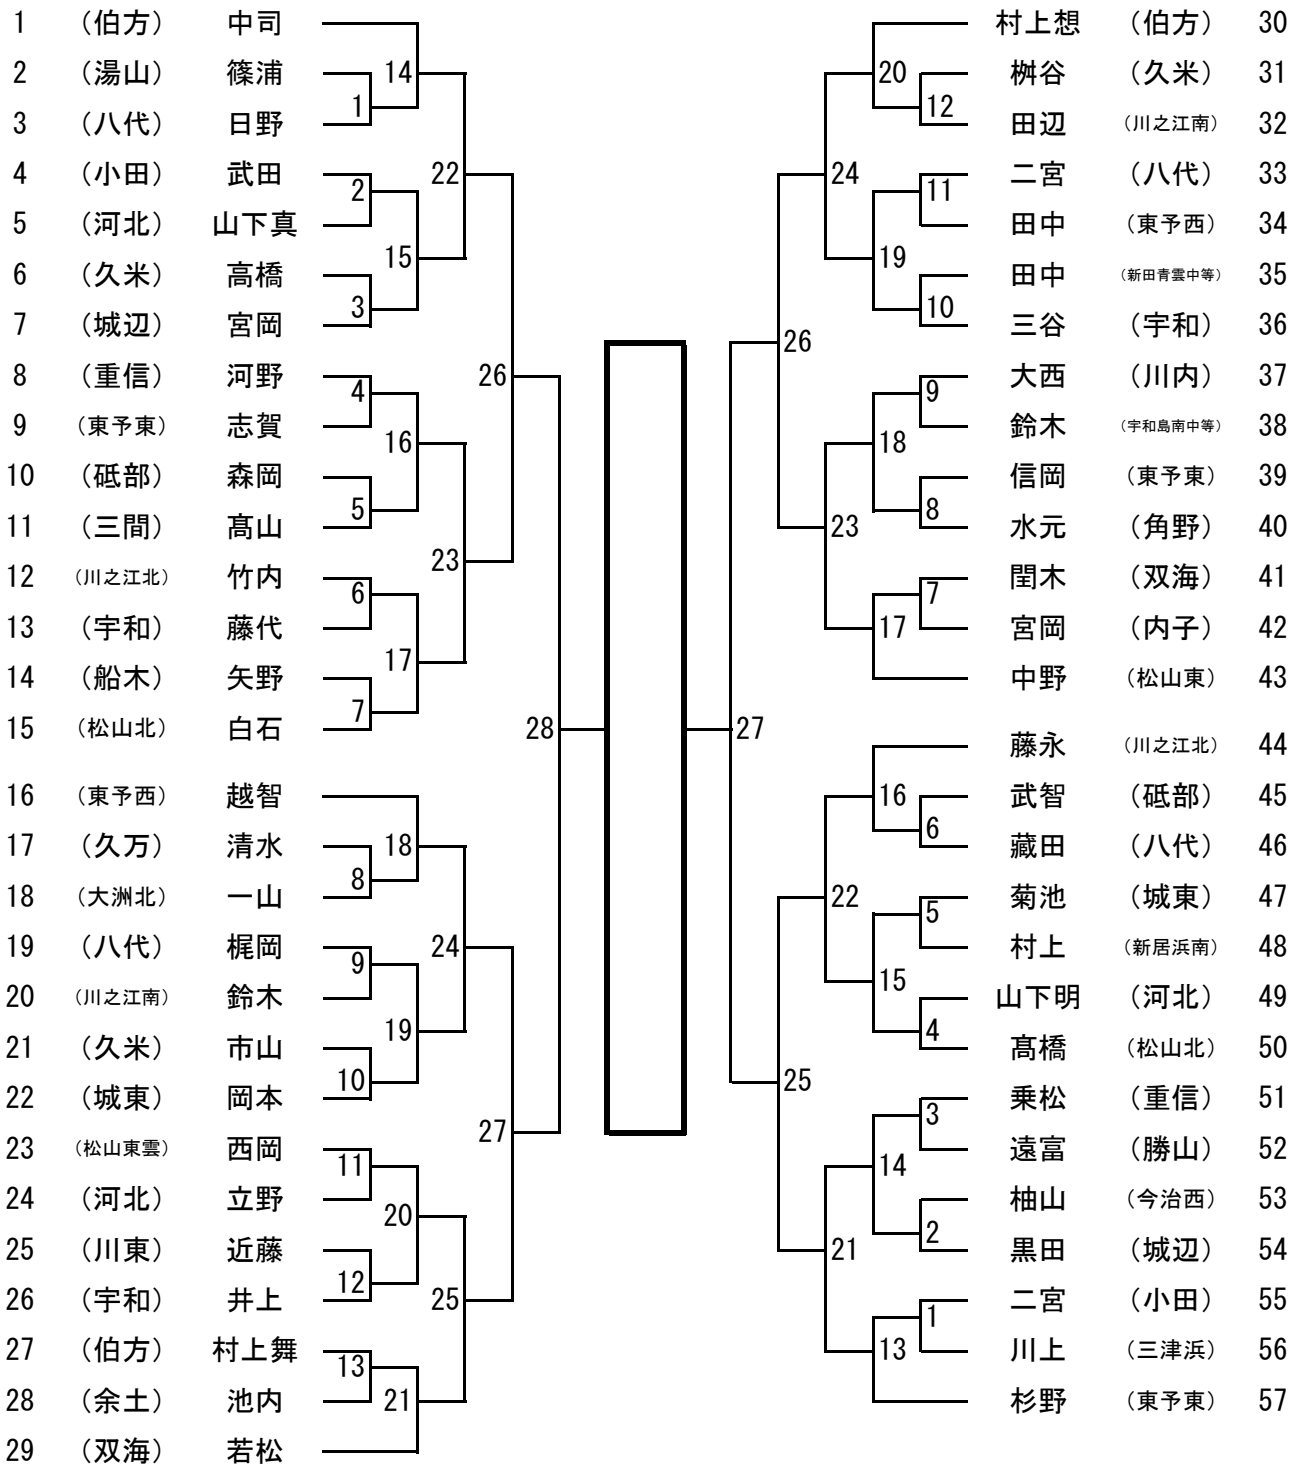 1 （伯方） 中司
2 （湯山） 篠浦
3 （八代） 日野
4 （小田） 武田
5 （河北） 山下真
6 （久米） 高橋
7 （城辺） 宮岡
8 （重信） 河野
9 （東予東） 志賀
10 （砥部） 森岡
11 （三間） 髙山
12 （川之江北） 竹内
13 （宇和） 藤代
14 （船木） 矢野
15 （松山北） 白石
16 （東予西） 越智
17 （久万） 清水
18 （大洲北） 一山
19 （八代） 梶岡
20 （川之江南） 鈴木
21 （久米） 市山
22 （城東） 岡本
23 （松山東雲） 西岡
24 （河北） 立野
25 （川東） 近藤
26 （宇和） 井上
27 （伯方） 村上舞
28 （余土） 池内
29 （双海） 若松
1
2
3
4
5
6
7
8
9
10
11
12
13
14
15
16
17
18
19
20
21
22
23
24
25
26
27
28
27
26
25
24
23
22
21
20
19
18
17
16
15
14
13
12
11
10
9
8
7
6
5
4
3
2
1
村上想 （伯方） 30
桝谷 （久米） 31
田辺 （川之江南） 32
二宮 （八代） 33
田中 （東予西） 34
田中 （新田青雲中等） 35
三谷 （宇和） 36
大西 （川内） 37
鈴木 （宇和島南中等） 38
信岡 （東予東） 39
水元 （角野） 40
閏木 （双海） 41
宮岡 （内子） 42
中野 （松山東） 43
藤永 （川之江北） 44
武智 （砥部） 45
藏田 （八代） 46
菊池 （城東） 47
村上 （新居浜南） 48
山下明 （河北） 49
髙橋 （松山北） 50
乗松 （重信） 51
遠富 （勝山） 52
柚山 （今治西） 53
黒田 （城辺） 54
二宮 （小田） 55
川上 （三津浜） 56
杉野 （東予東） 57